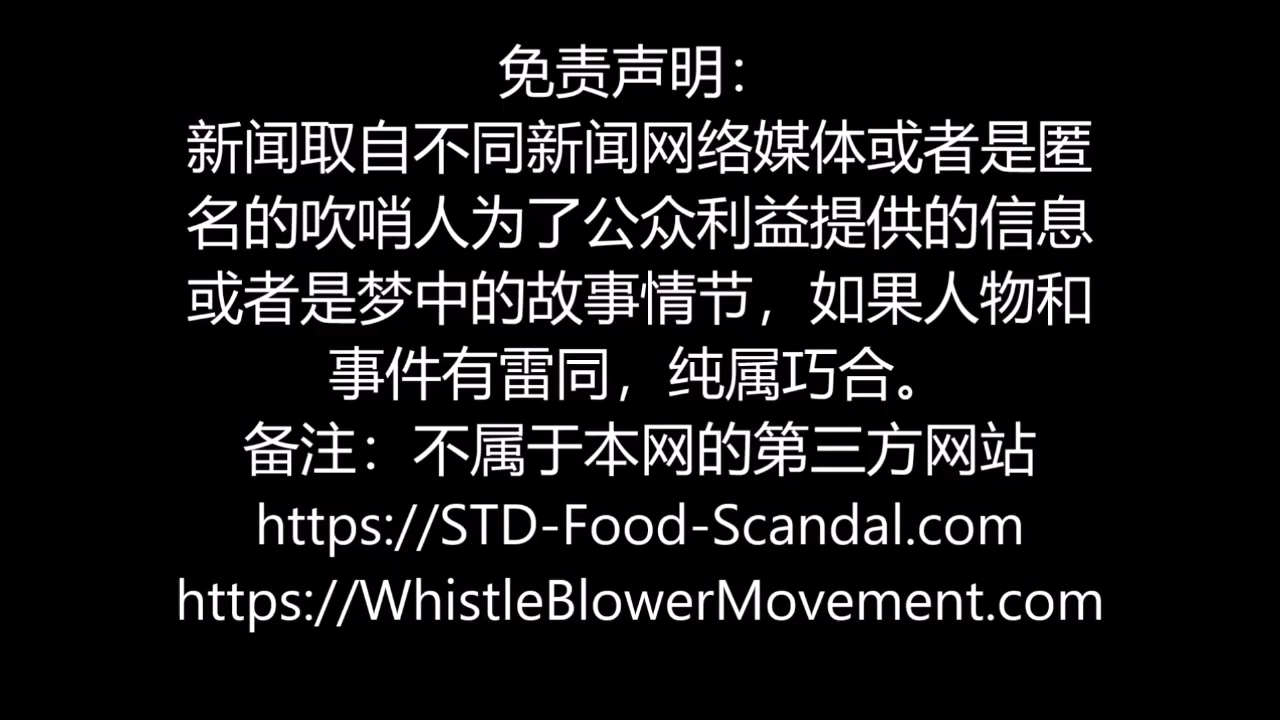 免责声明：
新闻取自不同新闻网络媒体或者是匿
名的吹哨人为了公众利益提供的信息
或者是梦中的故事情节，如果人物和
事件有雷同，纯属巧合。
备注：不属于本网的第三方网站
https://STD-Food-Scandal.com
https://WhistleBlowerMovement.com